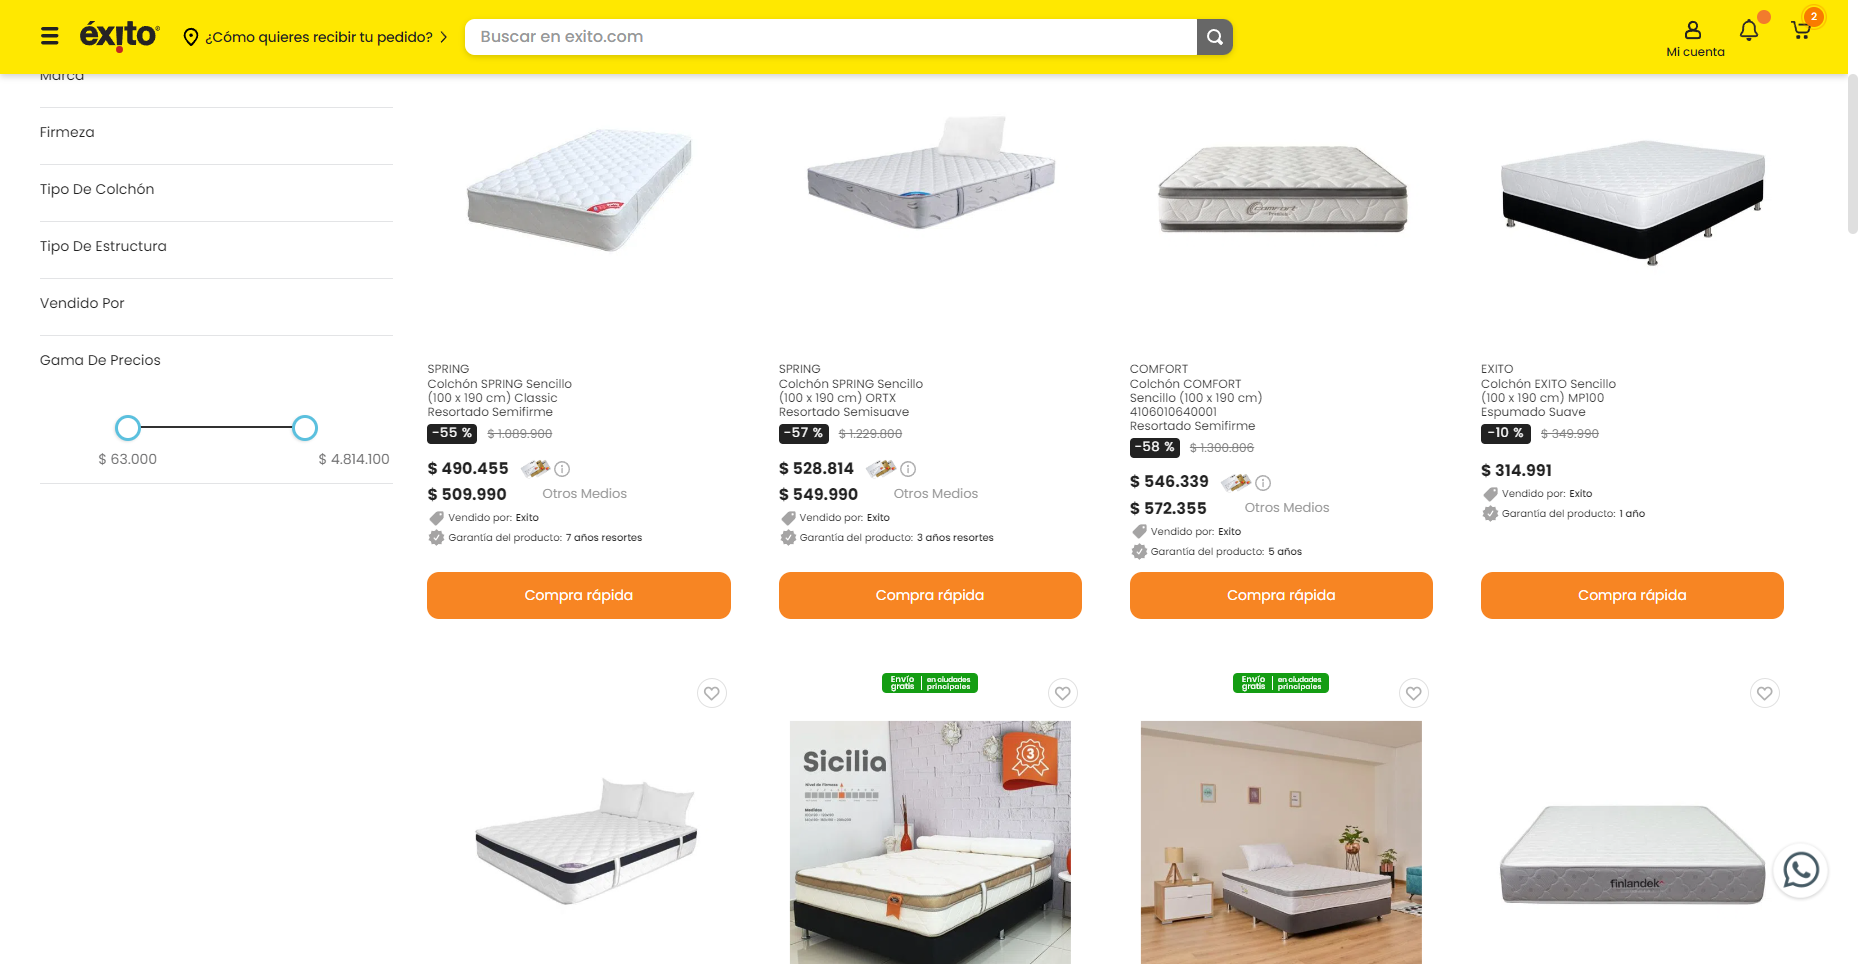 éxito
¿Cómo quieres recibir tu pedido?
Buscar en exito.com
Mi cuenta
2
Marca
Firmeza
Tipo De Colchón
Tipo De Estructura
Vendido Por
Gama De Precios
$ 63.000
$ 4.814.100
comfort
SPRING
Colchón SPRING Sencillo
(100 x 190 cm) Classic
Resortado Semifirme
-55 %
$ 1.089.900
$ 490.455
$ 509.990
Otros Medios
Vendido por: Exito
Garantía del producto: 7 años resortes
Compra rápida
SPRING
Colchón SPRING Sencillo
(100 x 190 cm) ORTX
Resortado Semisuave
-57 %
$ 1.229.800
$ 528.814
$ 549.990
Otros Medios
Vendido por: Exito
Garantía del producto: 3 años resortes
Compra rápida
COMFORT
Colchón COMFORT
Sencillo (100 x 190 cm)
4106010640001
Resortado Semifirme
-58 %
$ 1.300.806
$ 546.339
$ 572.355
Otros Medios
Vendido por: Exito
Garantía del producto: 5 años
Compra rápida
EXITO
Colchón EXITO Sencillo
(100 x 190 cm) MP100
Espumado Suave
-10 %
$ 349.990
$ 314.991
Vendido por: Exito
Garantía del producto: 1 año
Compra rápida
Envío
gratis
en ciudades
principales
Sicilia
Nivel de Firmeza
Medidas
3
Envío
gratis
en ciudades
principales
finlandek